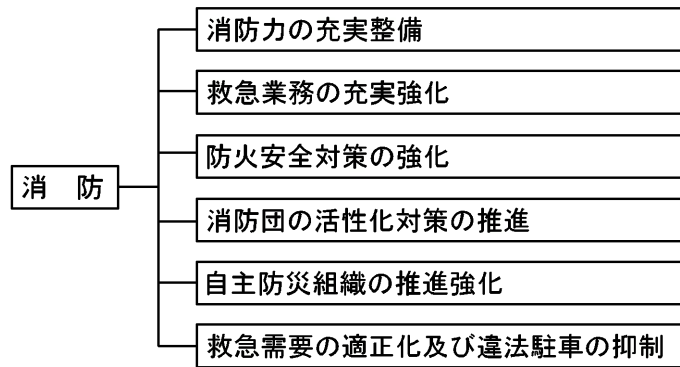 消防力の充実整備
救急業務の充実強化
防火安全対策の強化
消 防
消防団の活性化対策の推進
自主防災組織の推進強化
救急需要の適正化及び違法駐車の抑制